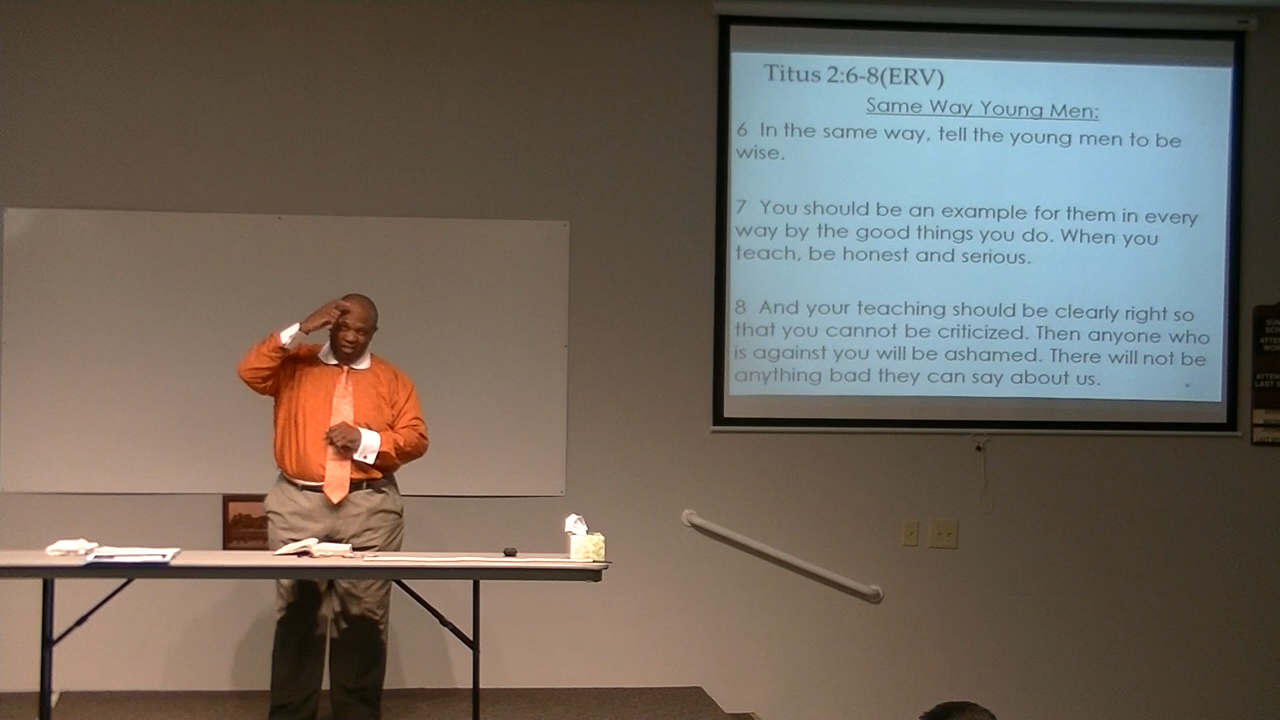 Titus 2:6-8(ERV)
Same Way Young Men:
6 In the same way, tell the young men to be
wise.
7 You should be an example for them in every
way by the good things you do. When you
teach, be honest and serious.
8 And your teaching should be clearly right so
that you cannot be criticized. Then anyone who
is against you will be ashamed. There will not be
anything bad they can say about us.